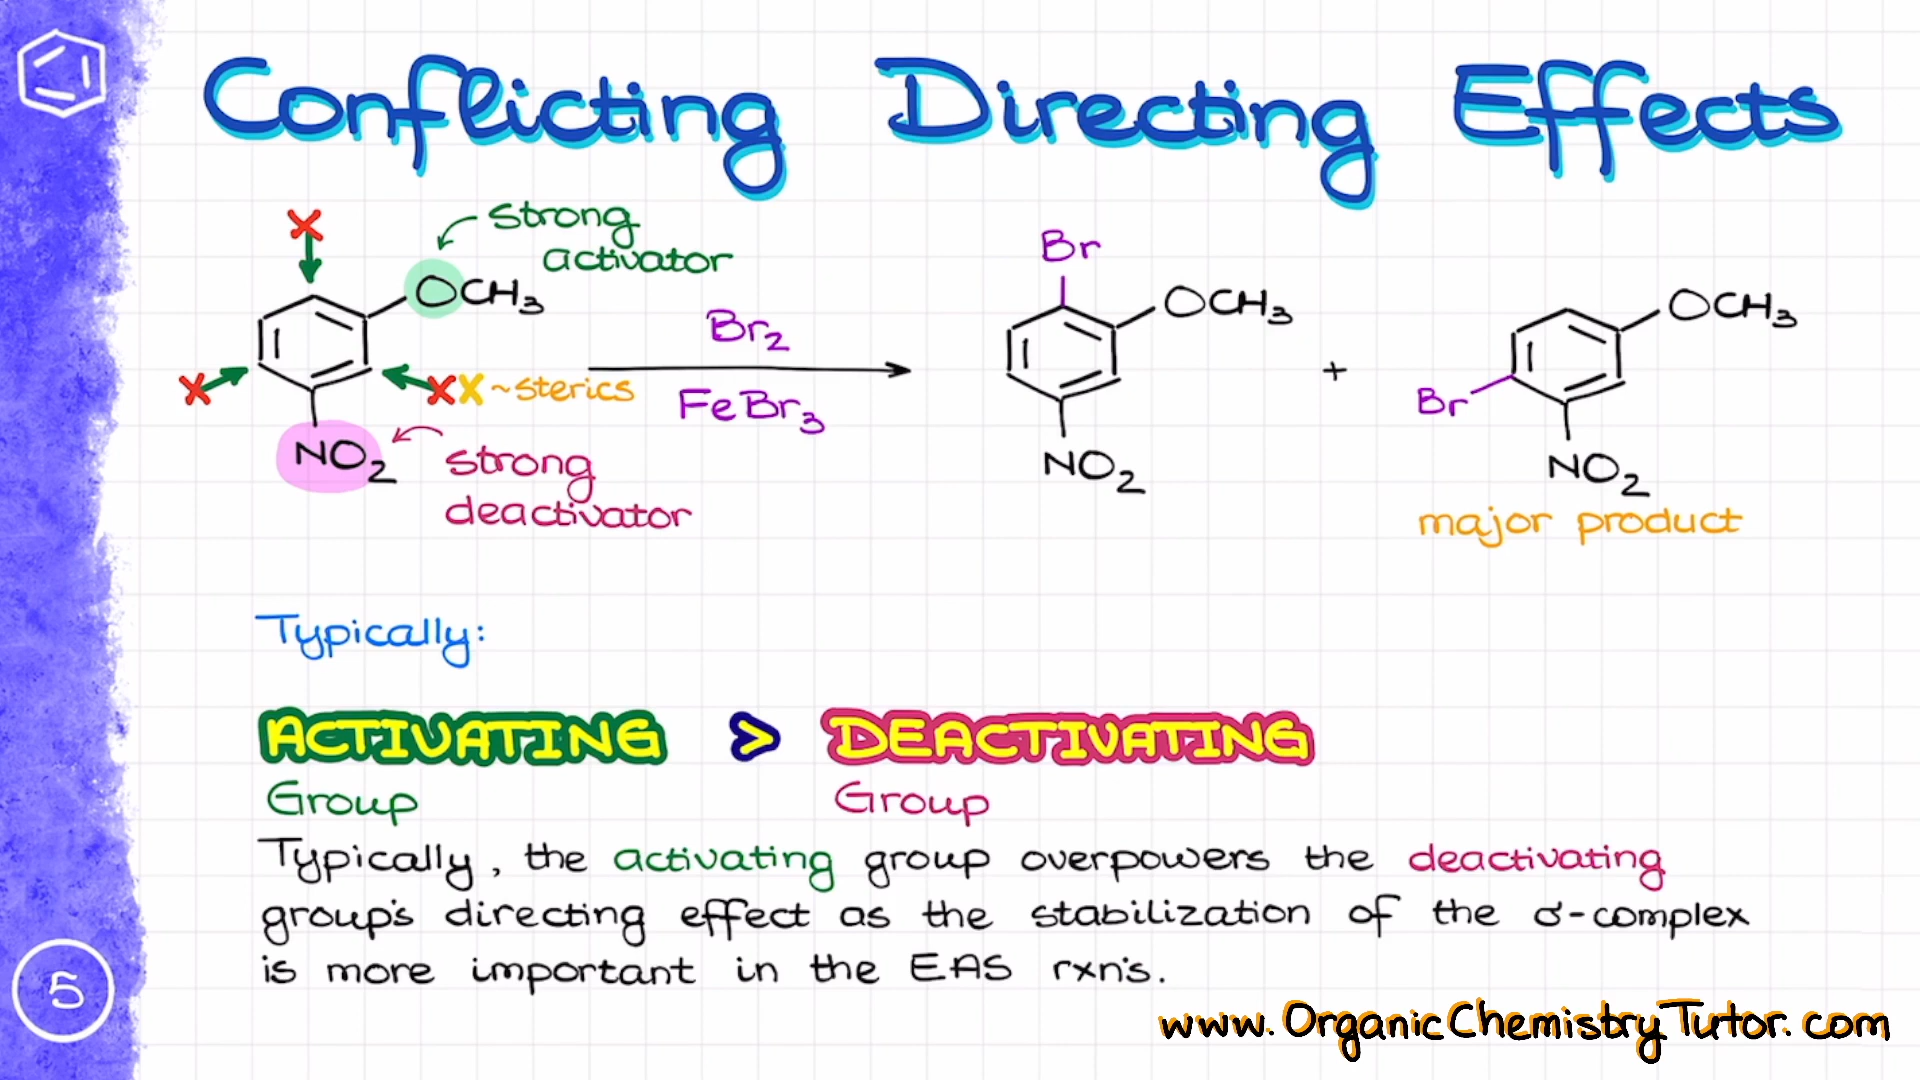 Conflicting Directing Effects
strong
activator
OCH3
Br2
FeBr3
~sterics
NO2
strong
deactivator
Br
OCH3
NO2
+
OCH3
Br
NO2
major product
Typically:
ACTIVATING > DEACTIVATING
Group Group
Typically, the activating group overpowers the deactivating
group's directing effect as the stabilization of the σ-complex
is more important in the EAS rxn's.
5
www.OrganicChemistryTutor.com